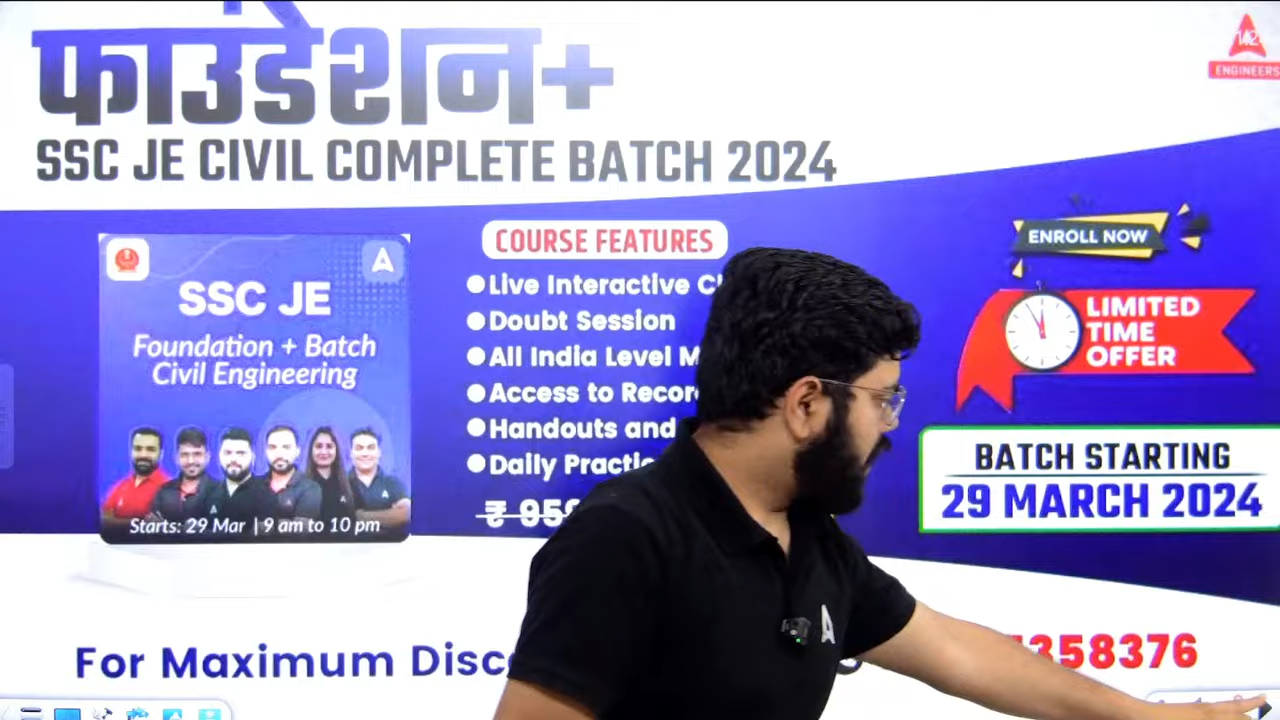 फाउंडेशन+
SSC JE CIVIL COMPLETE BATCH 2024
ENGINEERS
SSC JE
Foundation + Batch
Civil Engineering
Starts: 29 Mar | 9 am to 10 pm
COURSE FEATURES
Live Interactive
Doubt Session
All India Level
Access to
Handouts and
Daily
ENROLL NOW
LIMITED
TIME
OFFER
BATCH STARTING
29 MARCH 2024
For Maximum
358376